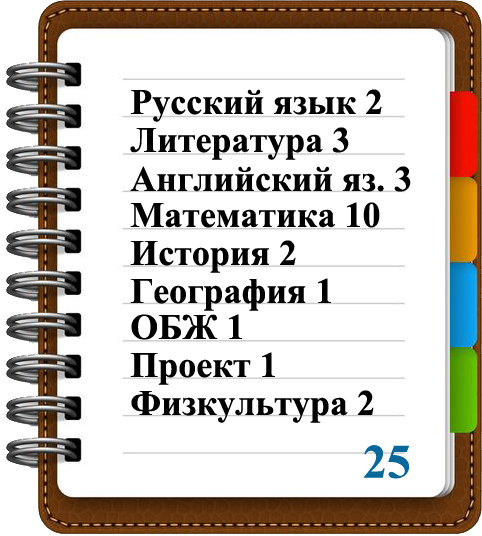 Русский язык 2
Литература 3
Английский яз. 3
Математика 10
История 2
География 1
ОБЖ 1
Проект 1
Физкультура 2
25